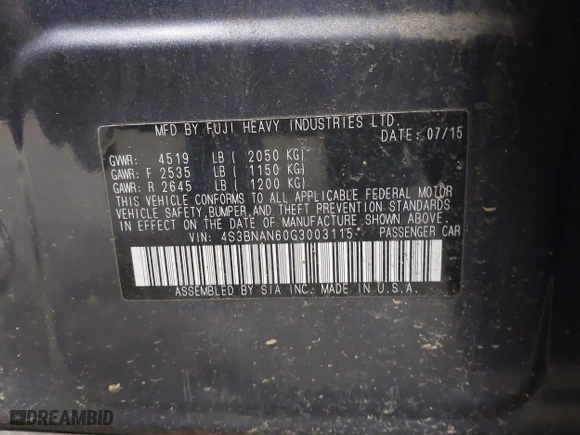 MFD BY FUJI HEAVY INDUSTRIES LTD.
DATE: 07/15
GVWR: 4519 LB ( 2050 KG)
GAWR: F 2535 LB ( 1150 KG)
GAWR: R 2645 LB ( 1200 KG)
THIS VEHICLE CONFORMS TO ALL APPLICABLE FEDERAL MOTOR
VEHICLE SAFETY, BUMPER, AND THEFT PREVENTION STANDARDS
IN EFFECT ON THE DATE OF MANUFACTURE SHOWN ABOVE.
VIN: 4S3BNAN60G3003115 PASSENGER CAR
ASSEMBLED BY SIA INC. MADE IN U.S.A.
DREAMBID